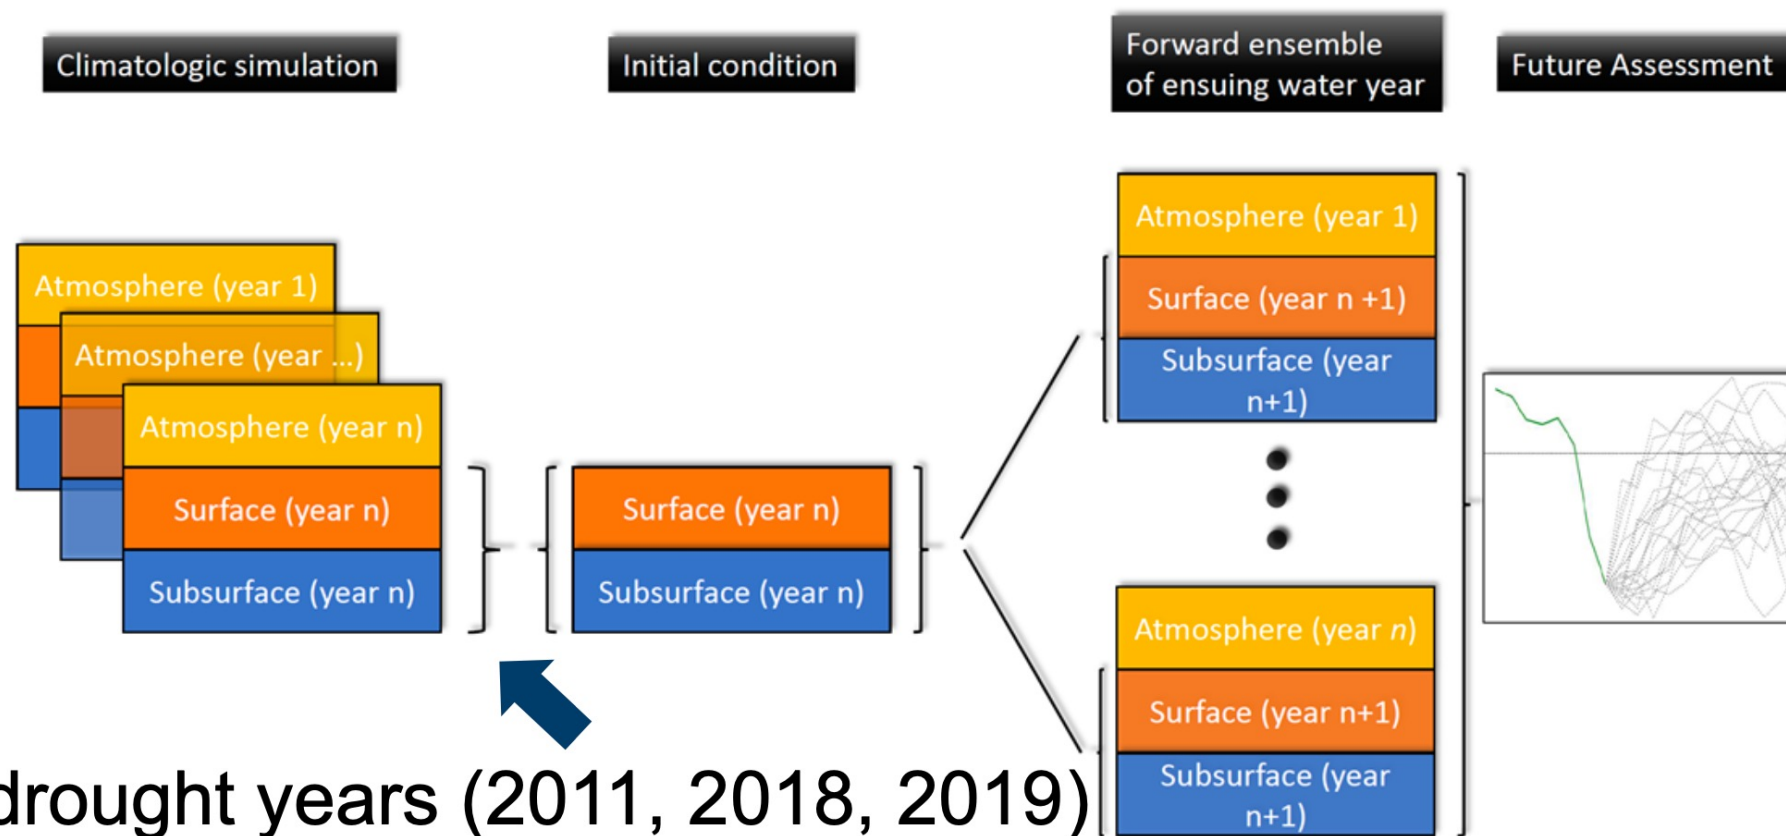 Climatologic simulation
Initial condition
Forward ensemble
of ensuing water year
Future Assessment
Atmosphere (year 1)
Atmosphere (year ...)
Atmosphere (year n)
Surface (year n)
Subsurface (year n)
Surface (year n)
Subsurface (year n)
Atmosphere (year 1)
Surface (year n +1)
Subsurface (year
n+1)
Atmosphere (year n)
Surface (year n+1)
Subsurface (year
n+1)
drought years (2011, 2018, 2019)